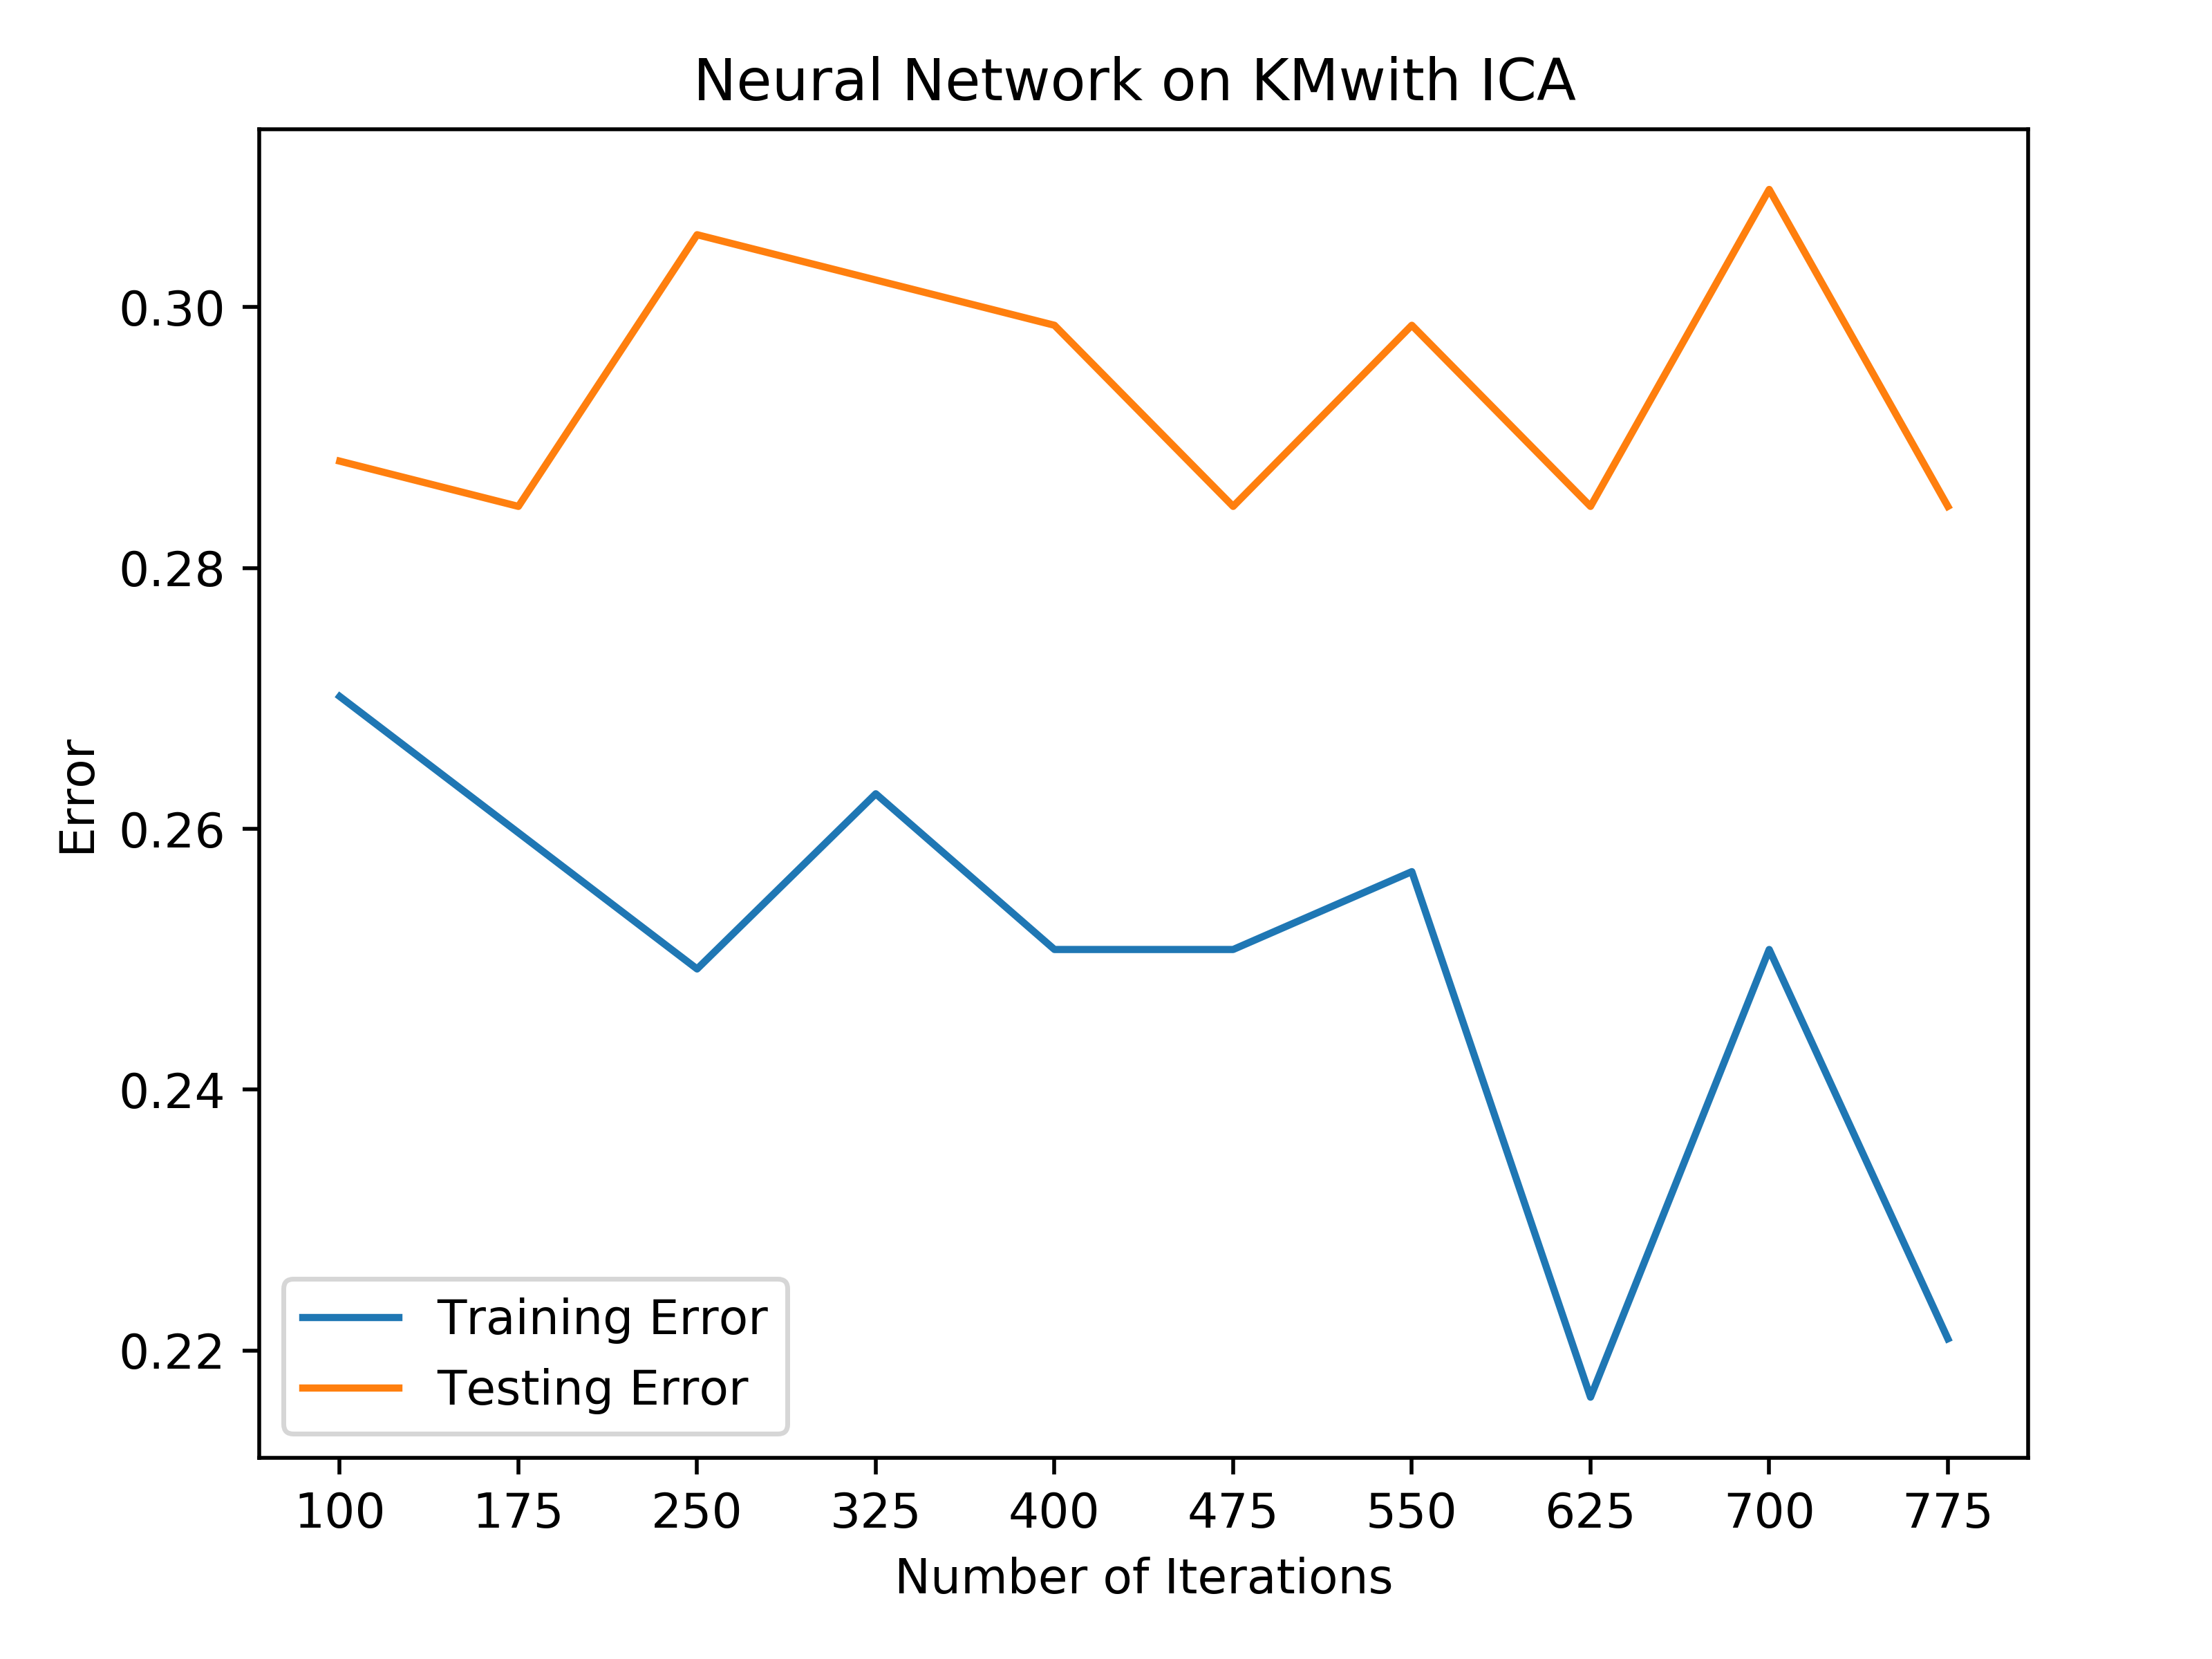 Neural Network on KMwith ICA
0.30
0.28
0.26
0.24
0.22
Error
Training Error
Testing Error
100 175 250 325 400 475 550 625 700 775
Number of Iterations